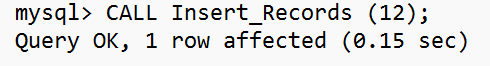 mysql> CALL Insert_Records (12);
Query OK, 1 row affected (0.15 sec)